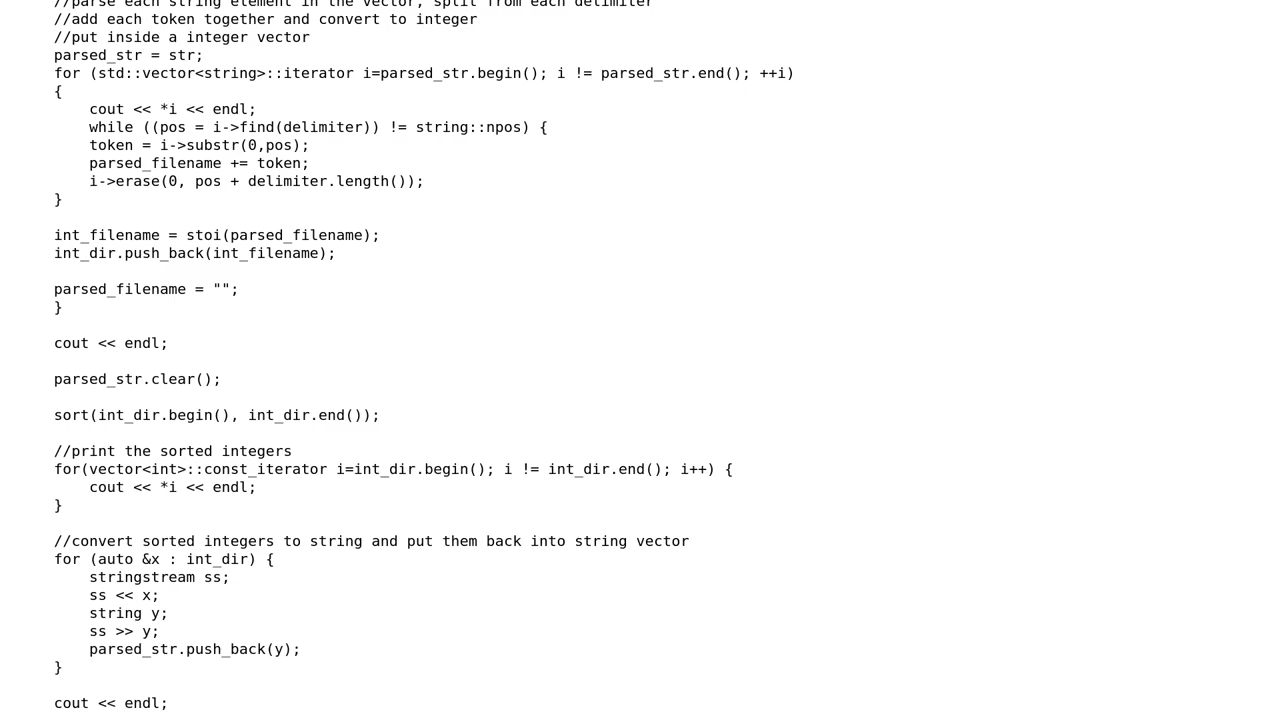 //parse each string element in the vector, split from each delimiter
//add each token together and convert to integer
//put inside a integer vector
parsed_str = str;
for (std::vector<string>::iterator i=parsed_str.begin(); i != parsed_str.end(); ++i)
{
    cout << *i << endl;
    while ((pos = i->find(delimiter)) != string::npos) {
    token = i->substr(0,pos);
    parsed_filename += token;
    i->erase(0, pos + delimiter.length());
}

int_filename = stoi(parsed_filename);
int_dir.push_back(int_filename);

parsed_filename = "";
}

cout << endl;

parsed_str.clear();

sort(int_dir.begin(), int_dir.end());

//print the sorted integers
for(vector<int>::const_iterator i=int_dir.begin(); i != int_dir.end(); i++) {
    cout << *i << endl;
}

//convert sorted integers to string and put them back into string vector
for (auto &x : int_dir) {
    stringstream ss;
    ss << x;
    string y;
    ss >> y;
    parsed_str.push_back(y);
}

cout << endl;